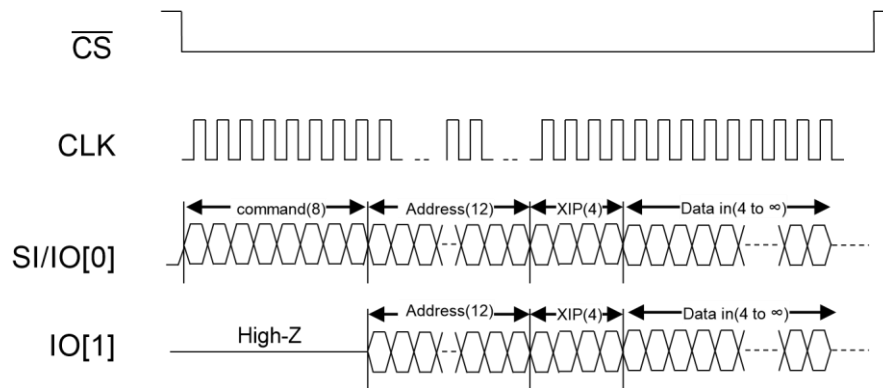 CS
CLK
command(8) Address(12) XIP(4) Data in(4 to ∞)
SI/IO[0]
Address(12) XIP(4) Data in(4 to ∞)
High-Z
IO[1]